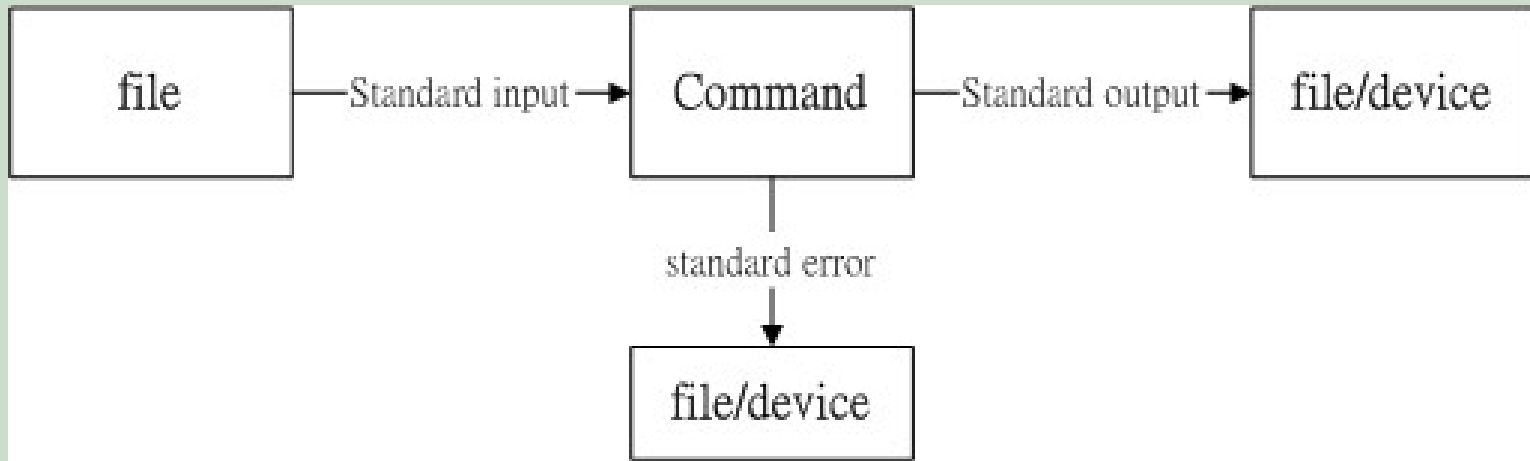 file
Standard input
Command
Standard output
file/device
standard error
file/device